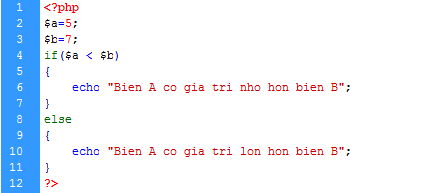 1 <?php
2 $a=5;
3 $b=7;
4 if($a < $b)
5 {
6     echo "Bien A co gia tri nho hon bien B";
7 }
8 else
9 {
10     echo "Bien A co gia tri lon hon bien B";
11 }
12 ?>